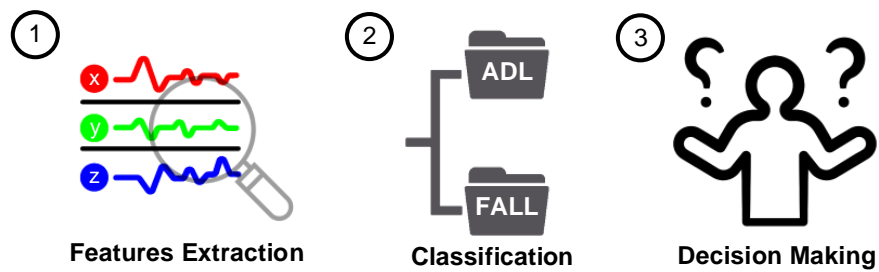 1
x
y
z
Features Extraction
2
ADL
FALL
Classification
3
? ?
Decision Making